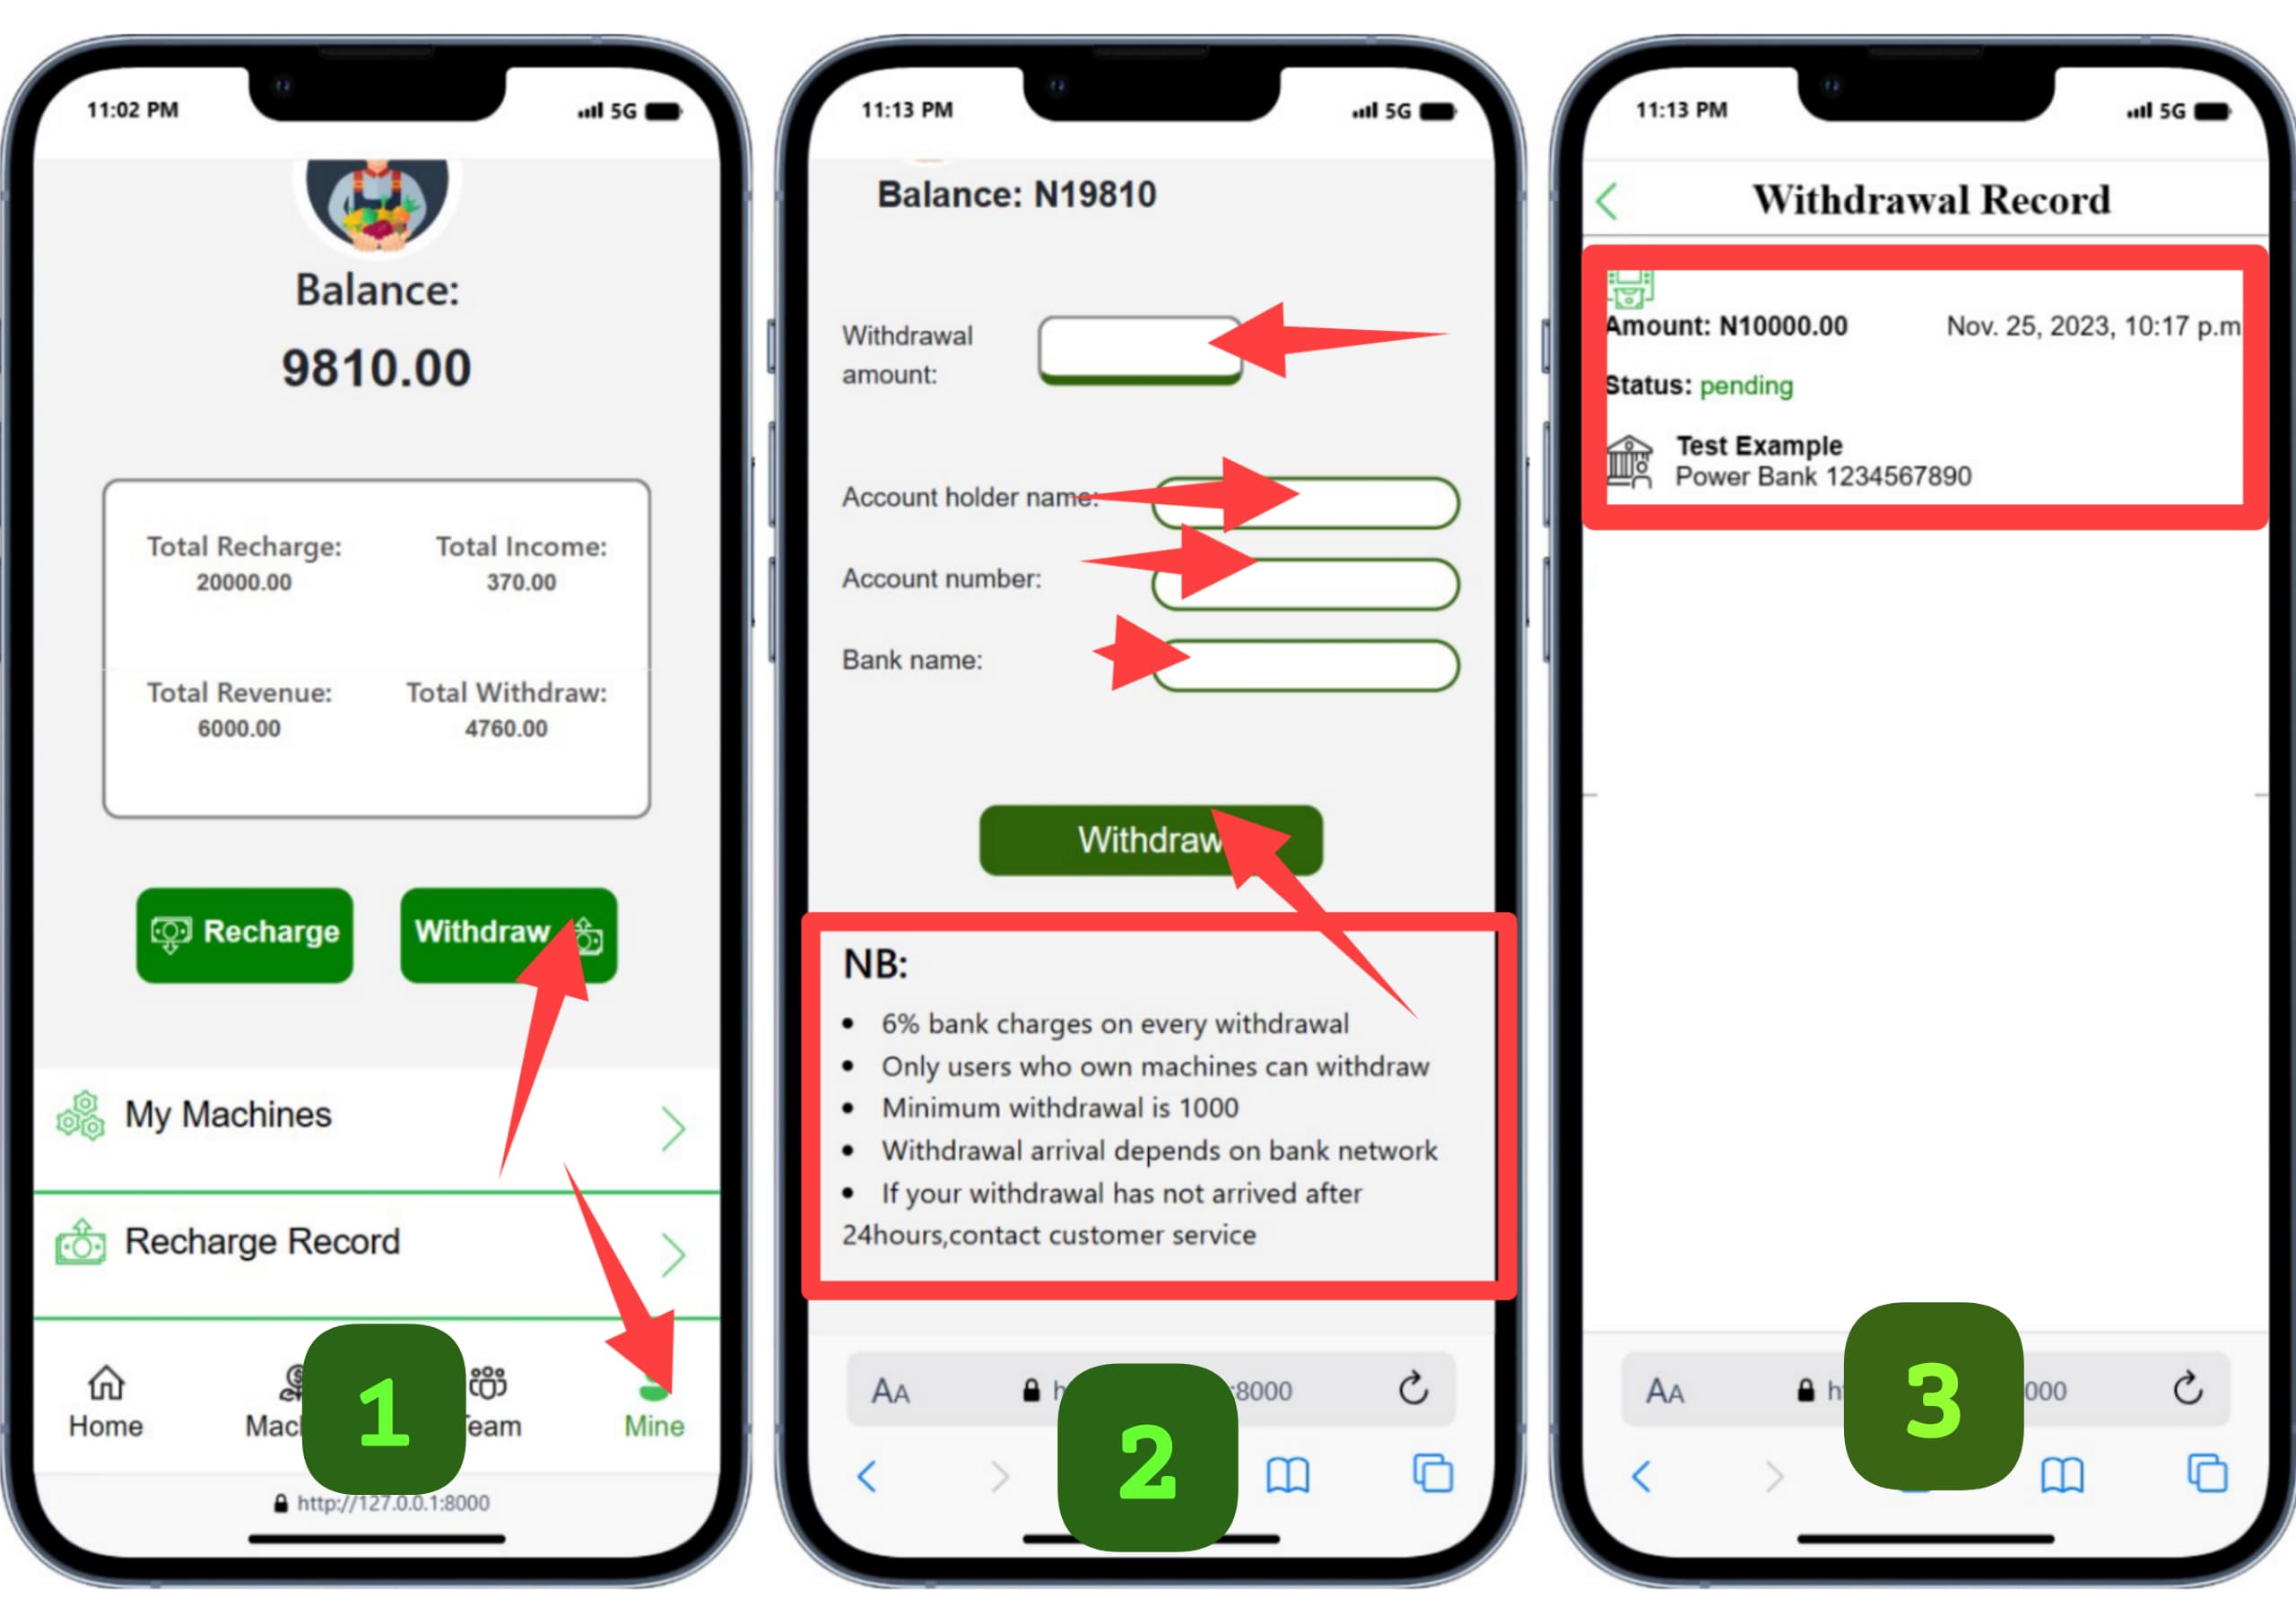 11:02 PM
5G
Balance:
9810.00
Total Recharge: Total Income:
20000.00 370.00
Total Revenue: Total Withdraw:
6000.00 4760.00
Recharge Withdraw
My Machines
Recharge Record
Home Team Mine
1
http://127.0.0.1:8000
11:13 PM
5G
Balance: N19810
Withdrawal
amount:
Account holder name:
Account number:
Bank name:
Withdraw
NB:
• 6% bank charges on every withdrawal
• Only users who own machines can withdraw
• Minimum withdrawal is 1000
• Withdrawal arrival depends on bank network
• If your withdrawal has not arrived after
24hours,contact customer service
AA :8000
2
11:13 PM
5G
Withdrawal Record
Amount: N10000.00 Nov. 25, 2023, 10:17 p.m
Status: pending
Test Example
Power Bank 1234567890
AA 000
3